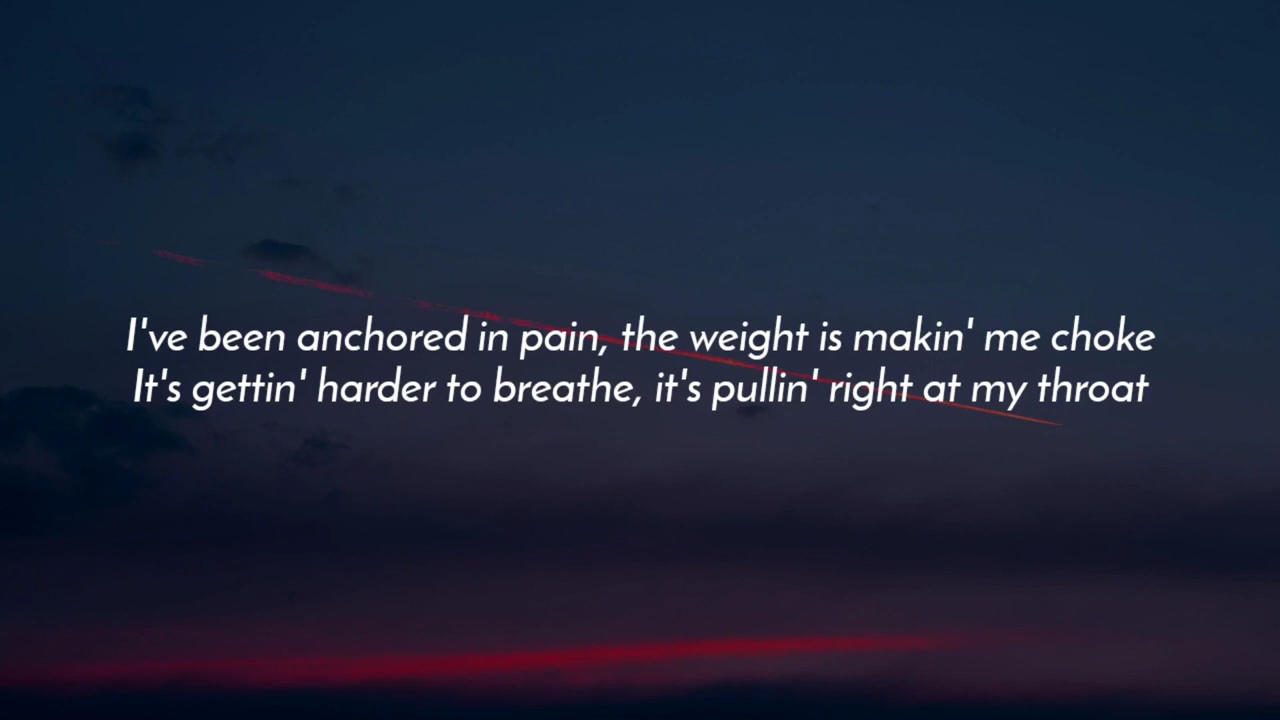 I've been anchored in pain, the weight is makin' me choke
It's gettin' harder to breathe, it's pullin' right at my throat